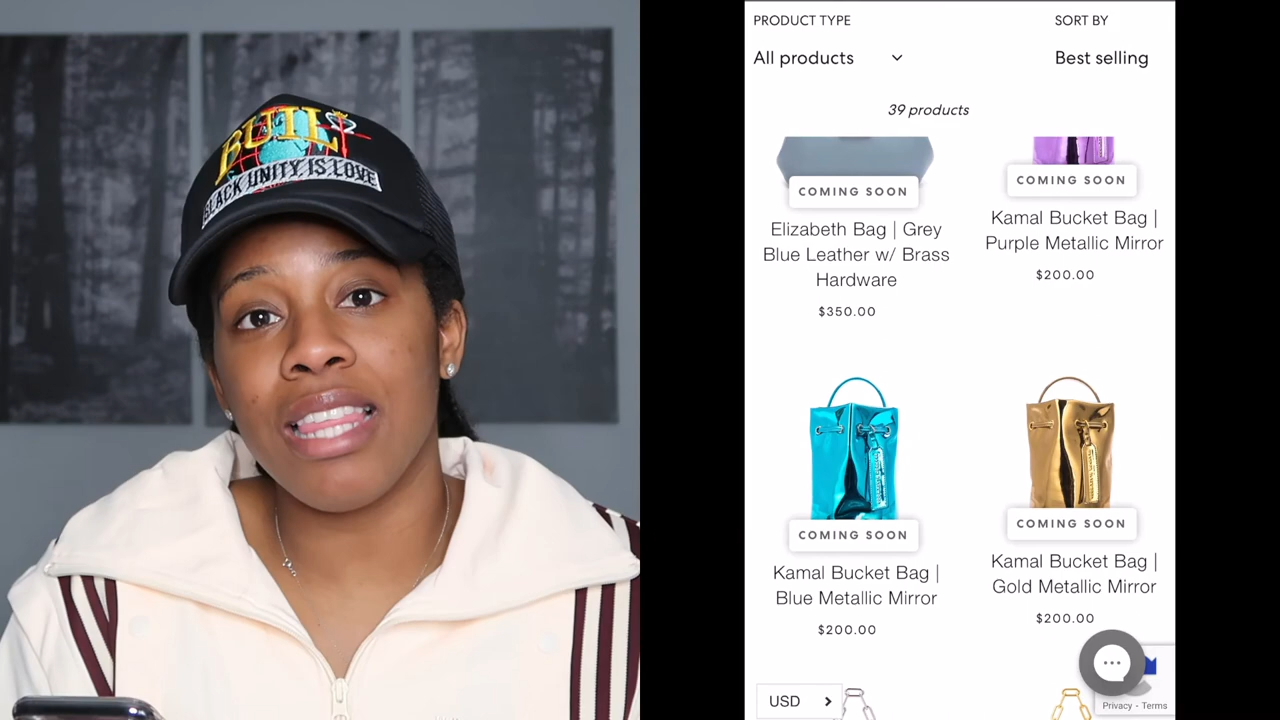 BUILT
BLACK UNITY IS LOVE
PRODUCT TYPE
SORT BY
All products
Best selling
39 products
COMING SOON
COMING SOON
Elizabeth Bag | Grey
Blue Leather w/ Brass
Hardware
$350.00
Kamal Bucket Bag |
Purple Metallic Mirror
$200.00
COMING SOON
COMING SOON
Kamal Bucket Bag |
Blue Metallic Mirror
$200.00
Kamal Bucket Bag |
Gold Metallic Mirror
$200.00
USD
Privacy - Terms